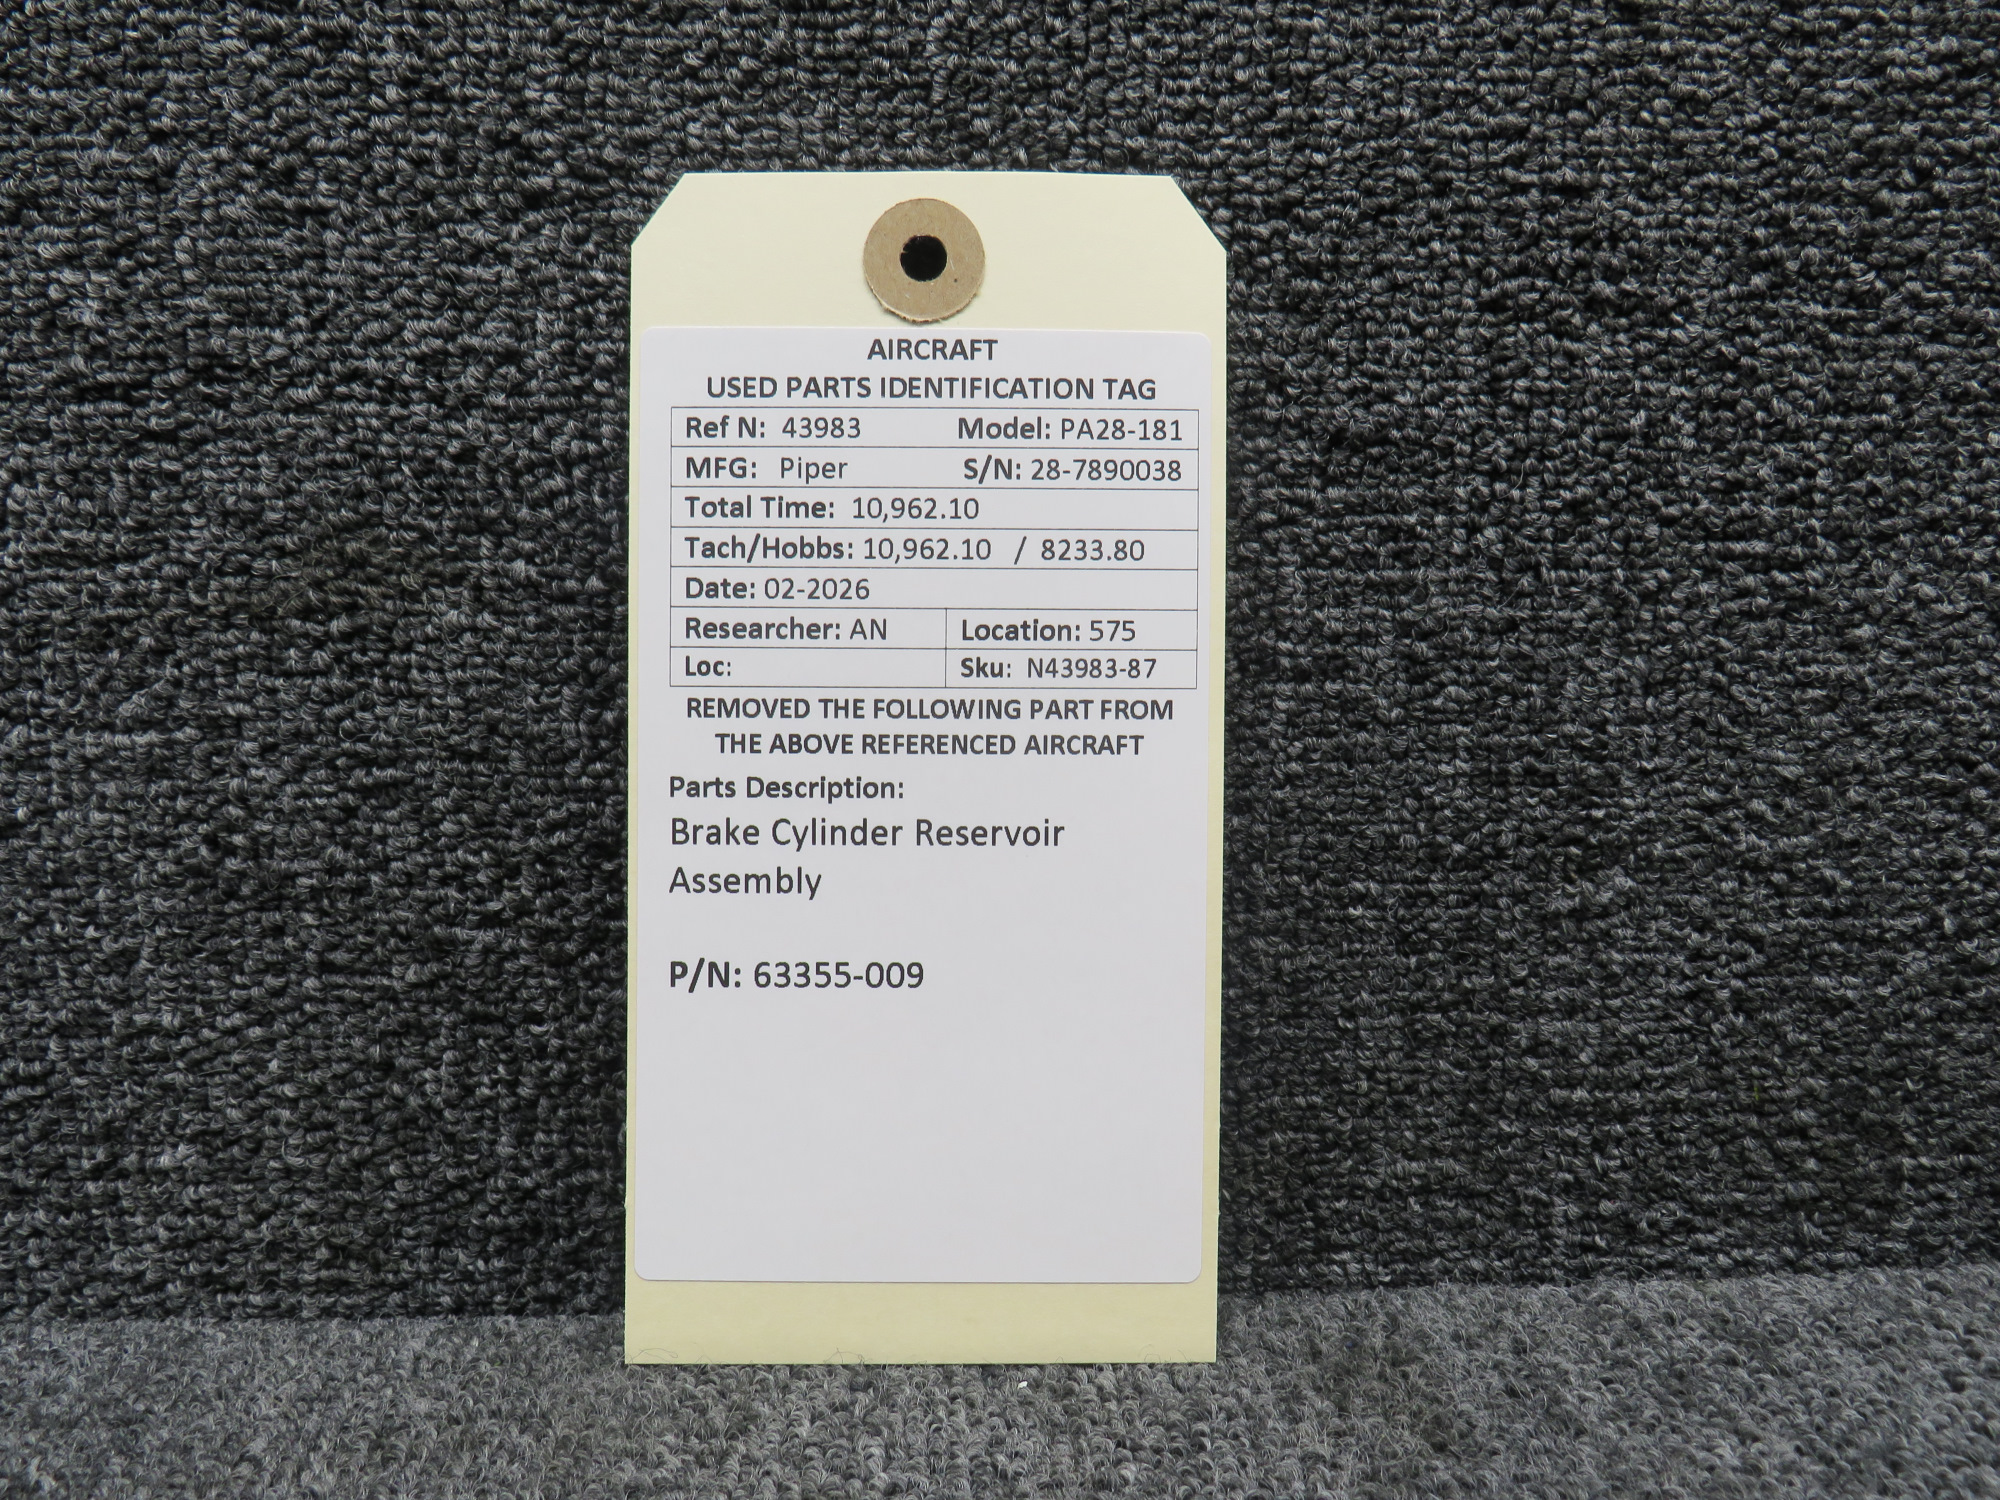 AIRCRAFT
USED PARTS IDENTIFICATION TAG
Ref N: 43983 Model: PA28-181
MFG: Piper S/N: 28-7890038
Total Time: 10,962.10
Tach/Hobbs: 10,962.10 / 8233.80
Date: 02-2026
Researcher: AN Location: 575
Loc: Sku: N43983-87
REMOVED THE FOLLOWING PART FROM
THE ABOVE REFERENCED AIRCRAFT
Parts Description:
Brake Cylinder Reservoir
Assembly
P/N: 63355-009